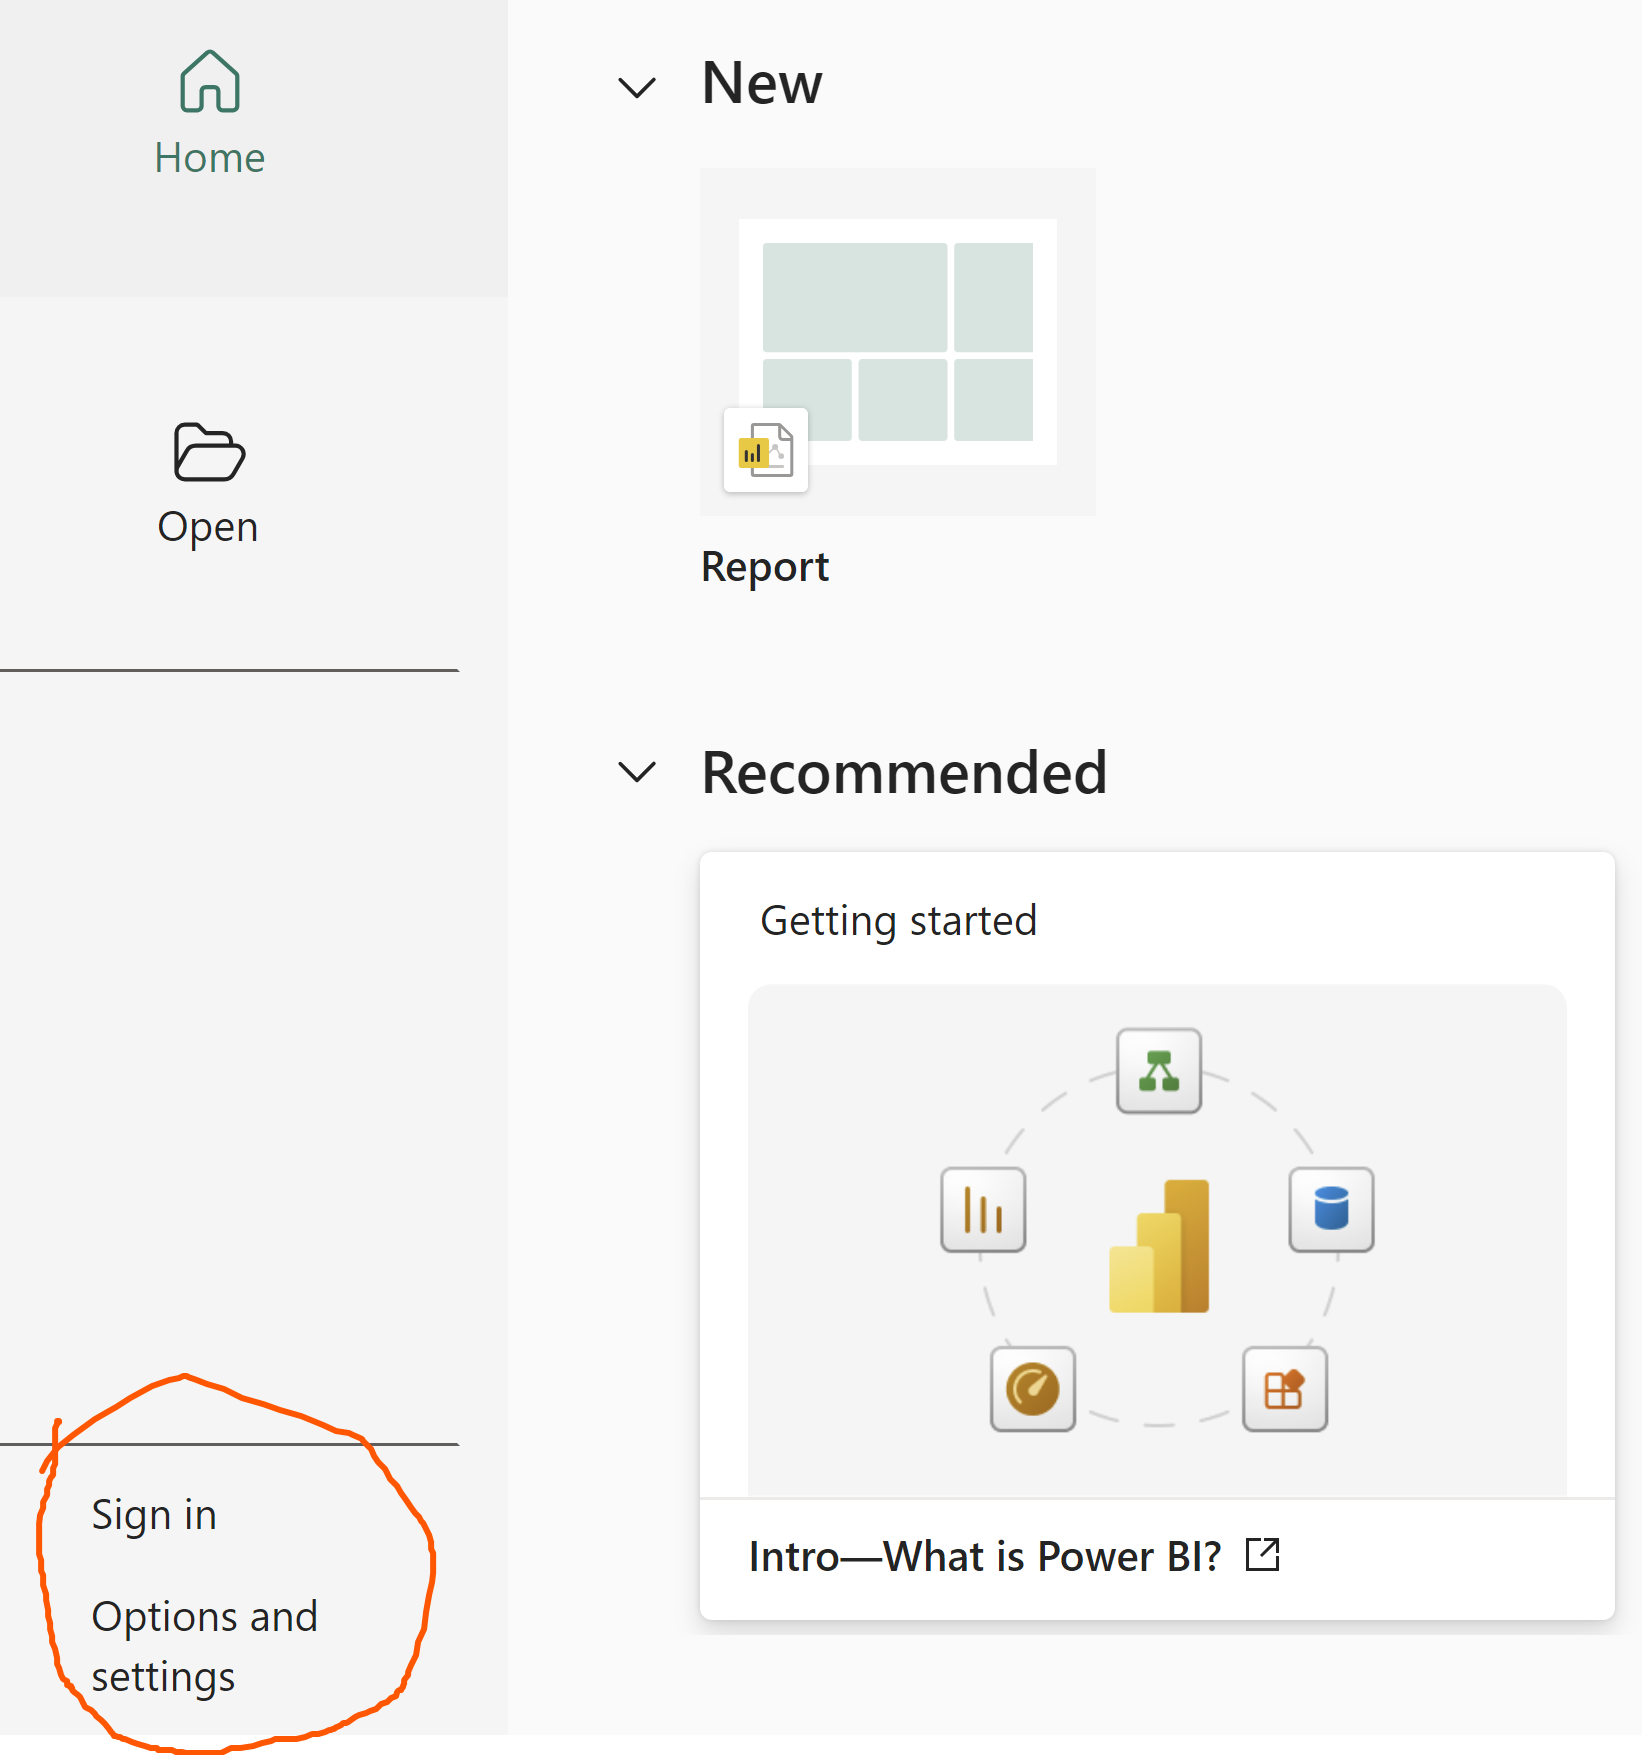 Home
Open
Sign in
Options and
settings
New
Report
Recommended
Getting started
Intro—What is Power BI?